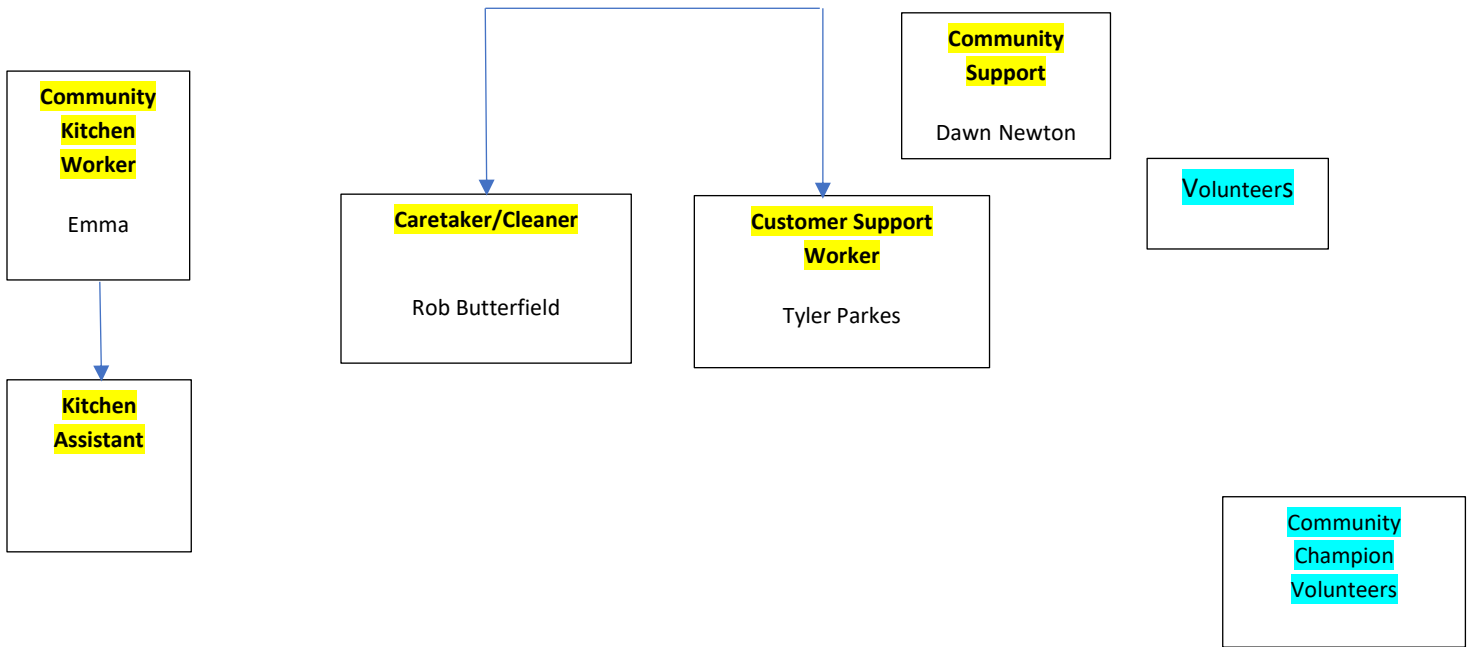 Community
Kitchen
Worker
Emma
Kitchen
Assistant
Caretaker/Cleaner
Rob Butterfield
Customer Support
Worker
Tyler Parkes
Community
Support
Dawn Newton
Volunteers
Community
Champion
Volunteers